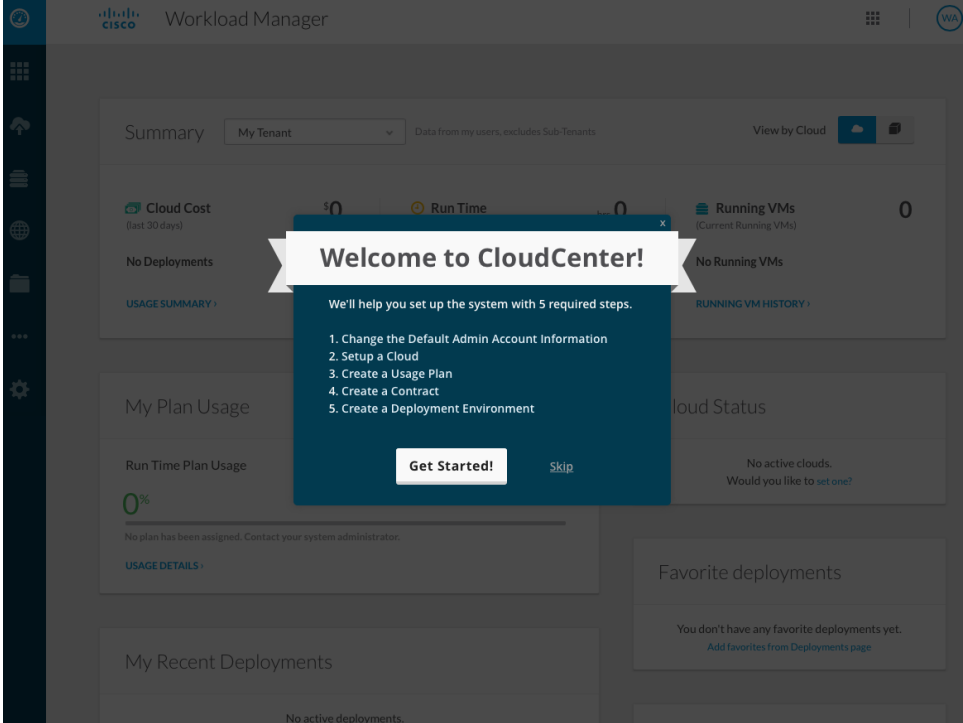 CISCO
Workload Manager
WA
Summary
My Tenant
Data from my users, excludes Sub-Tenants
View by Cloud
Cloud Cost
$0
Run Time
0
Running VMs
0
(last 30 days)
(Current Running VMs)
No Deployments
No Running VMs
USAGE SUMMARY ›
RUNNING VM HISTORY ›
x
Welcome to CloudCenter!
We'll help you set up the system with 5 required steps.
1. Change the Default Admin Account Information
2. Setup a Cloud
3. Create a Usage Plan
4. Create a Contract
5. Create a Deployment Environment
Get Started!
Skip
My Plan Usage
Run Time Plan Usage
0%
No plan has been assigned. Contact your system administrator.
USAGE DETAILS ›
loud Status
No active clouds.
Would you like to set one?
Favorite deployments
You don't have any favorite deployments yet.
Add favorites from Deployments page
My Recent Deployments
No active deployments.